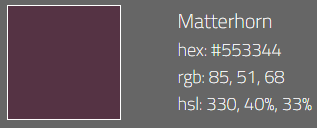 Matterhorn
hex: #553344
rgb: 85, 51, 68
hsl: 330, 40%, 33%